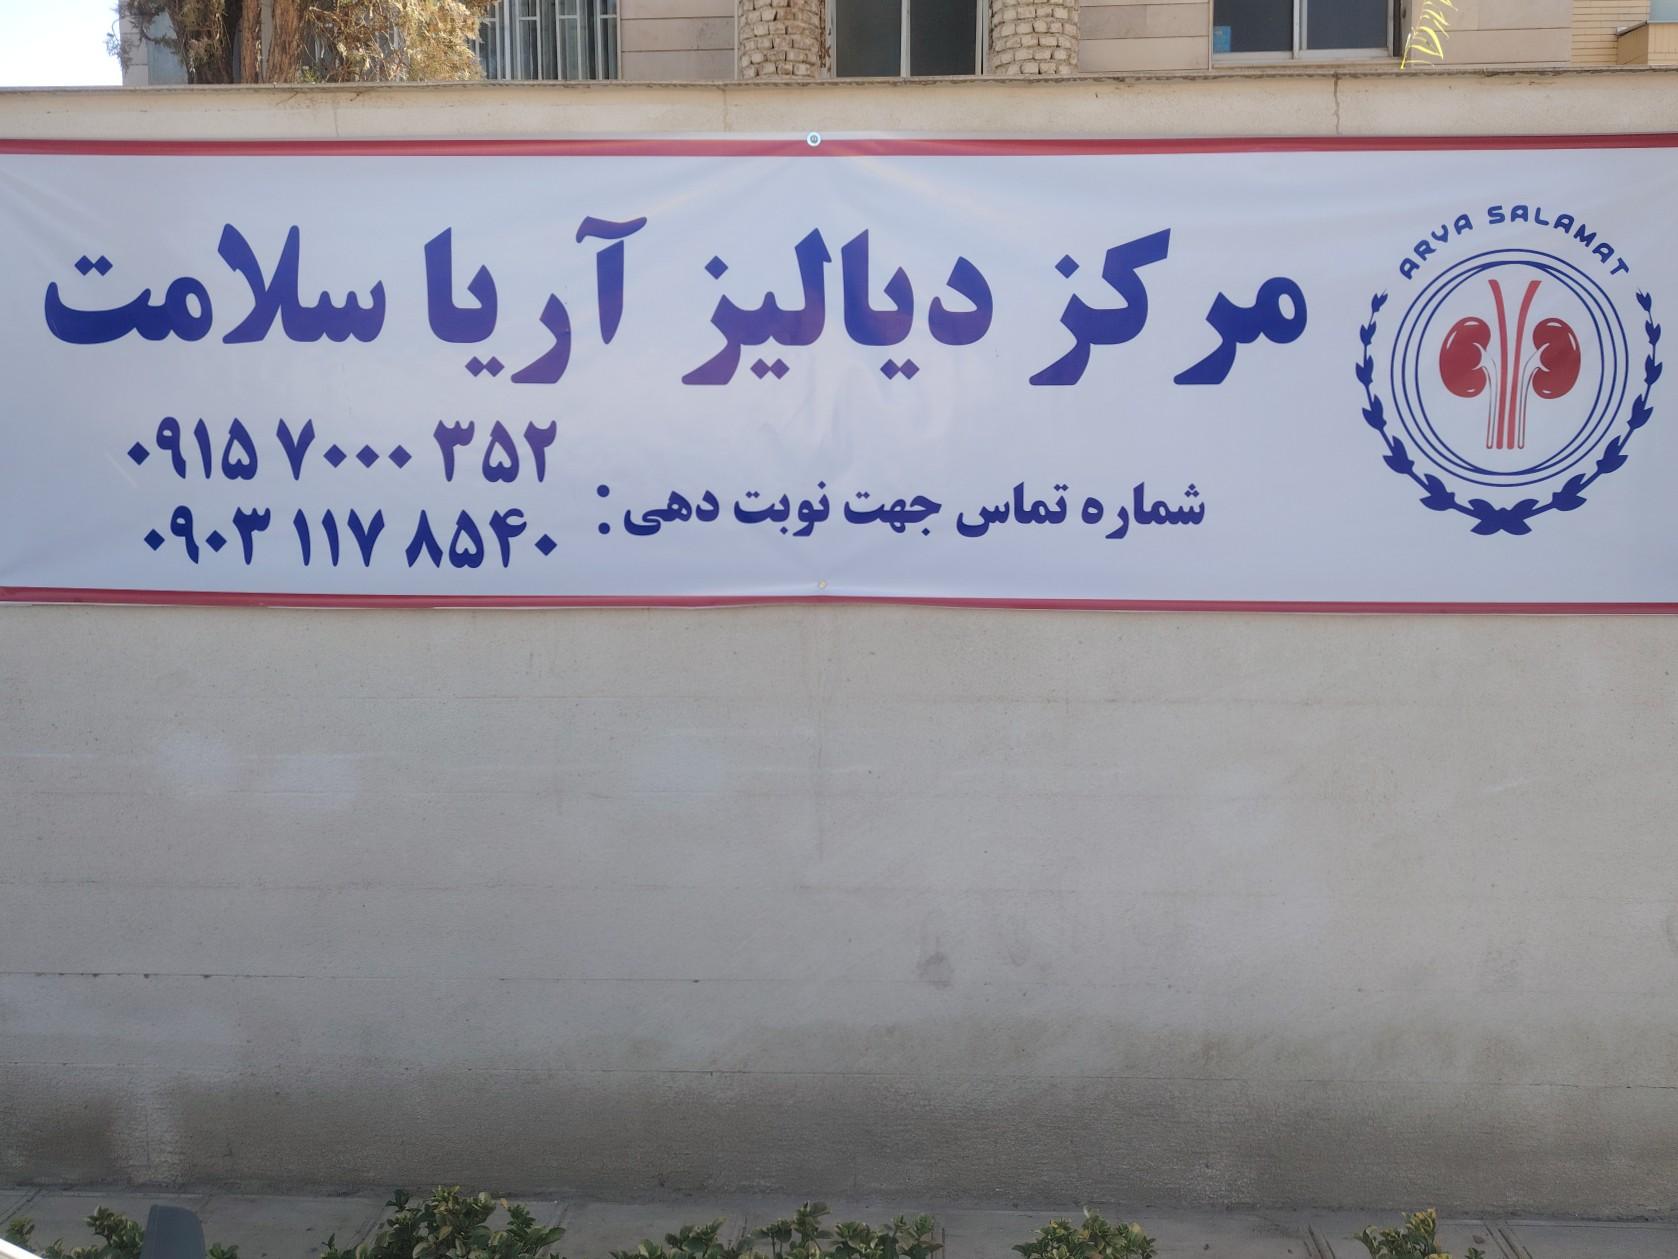 ARYA SALAMAT
مرکز دیالیز آریا سلامت
شماره تماس جهت نوبت دهی:
۰۹۱۵ ۷۰۰۰ ۳۵۲
۰۹۰۳ ۱۱۷ ۸۵۴۰